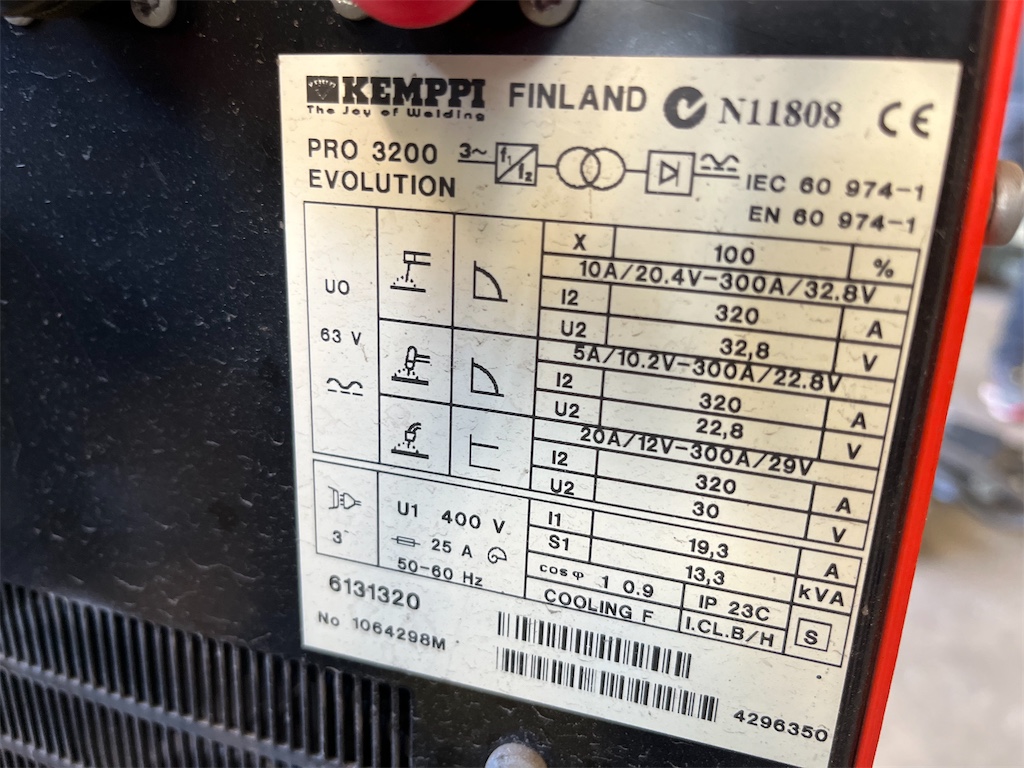 KEMPPI FINLAND N11808 CE
The Joy of Welding
PRO 3200 3~ f1/f2
EVOLUTION
IEC 60 974-1
EN 60 974-1
X 100 %
10A/20.4V-300A/32.8V
UO I2 320 A
63 V U2 32,8 V
5A/10.2V-300A/22.8V
I2 320 A
U2 22,8 V
20A/12V-300A/29V
I2 320 A
U2 30 V
U1 400 V I1 19,3 A
3~ 25 A S1 13,3 kVA
50-60 Hz cos φ 1 0.9 IP 23C S
COOLING F I.CL.B/H
6131320
No 1064298M
4296350